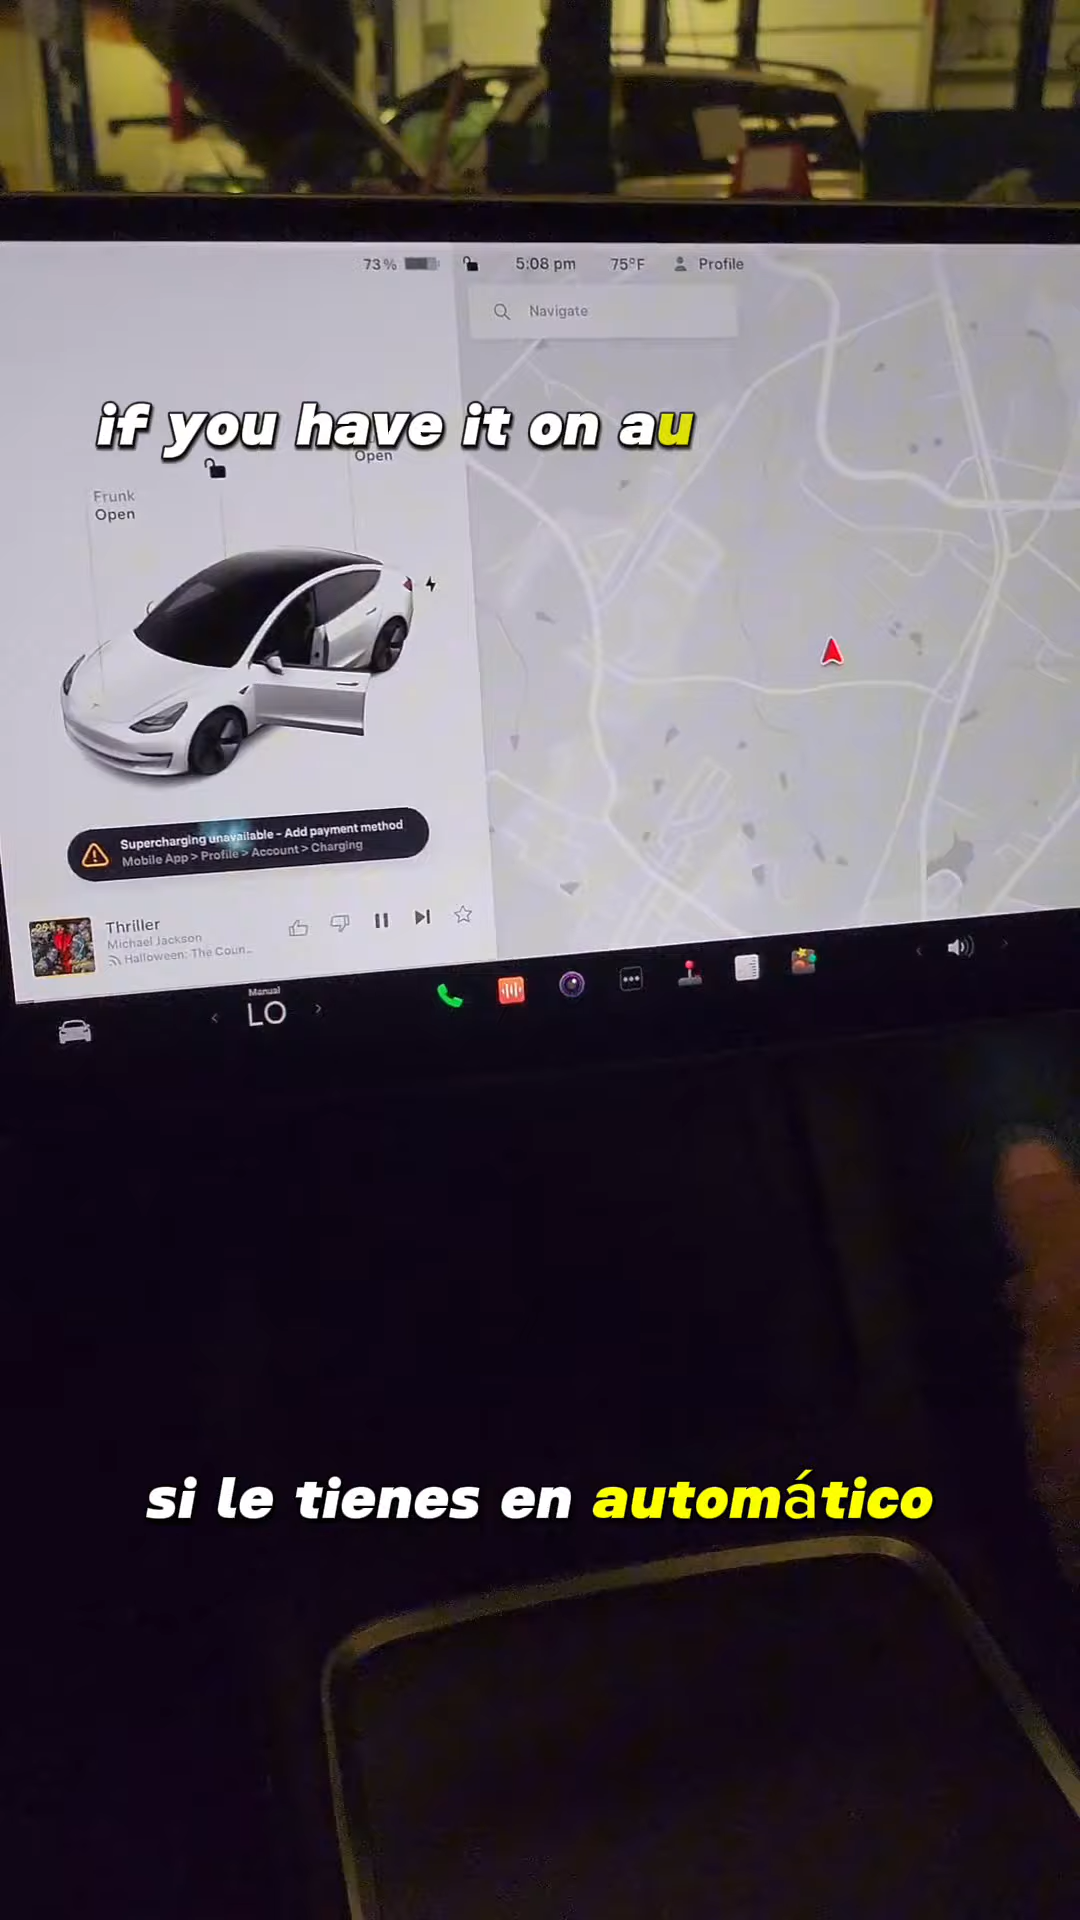 73%
5:08 pm
75°F
Profile
Navigate
if you have it on au
Open
Frunk
Open
Supercharging unavailable - Add payment method
Mobile App > Profile > Account > Charging
Thriller
Michael Jackson
Halloween: The Coun...
Manual
LO
si le tienes en automático